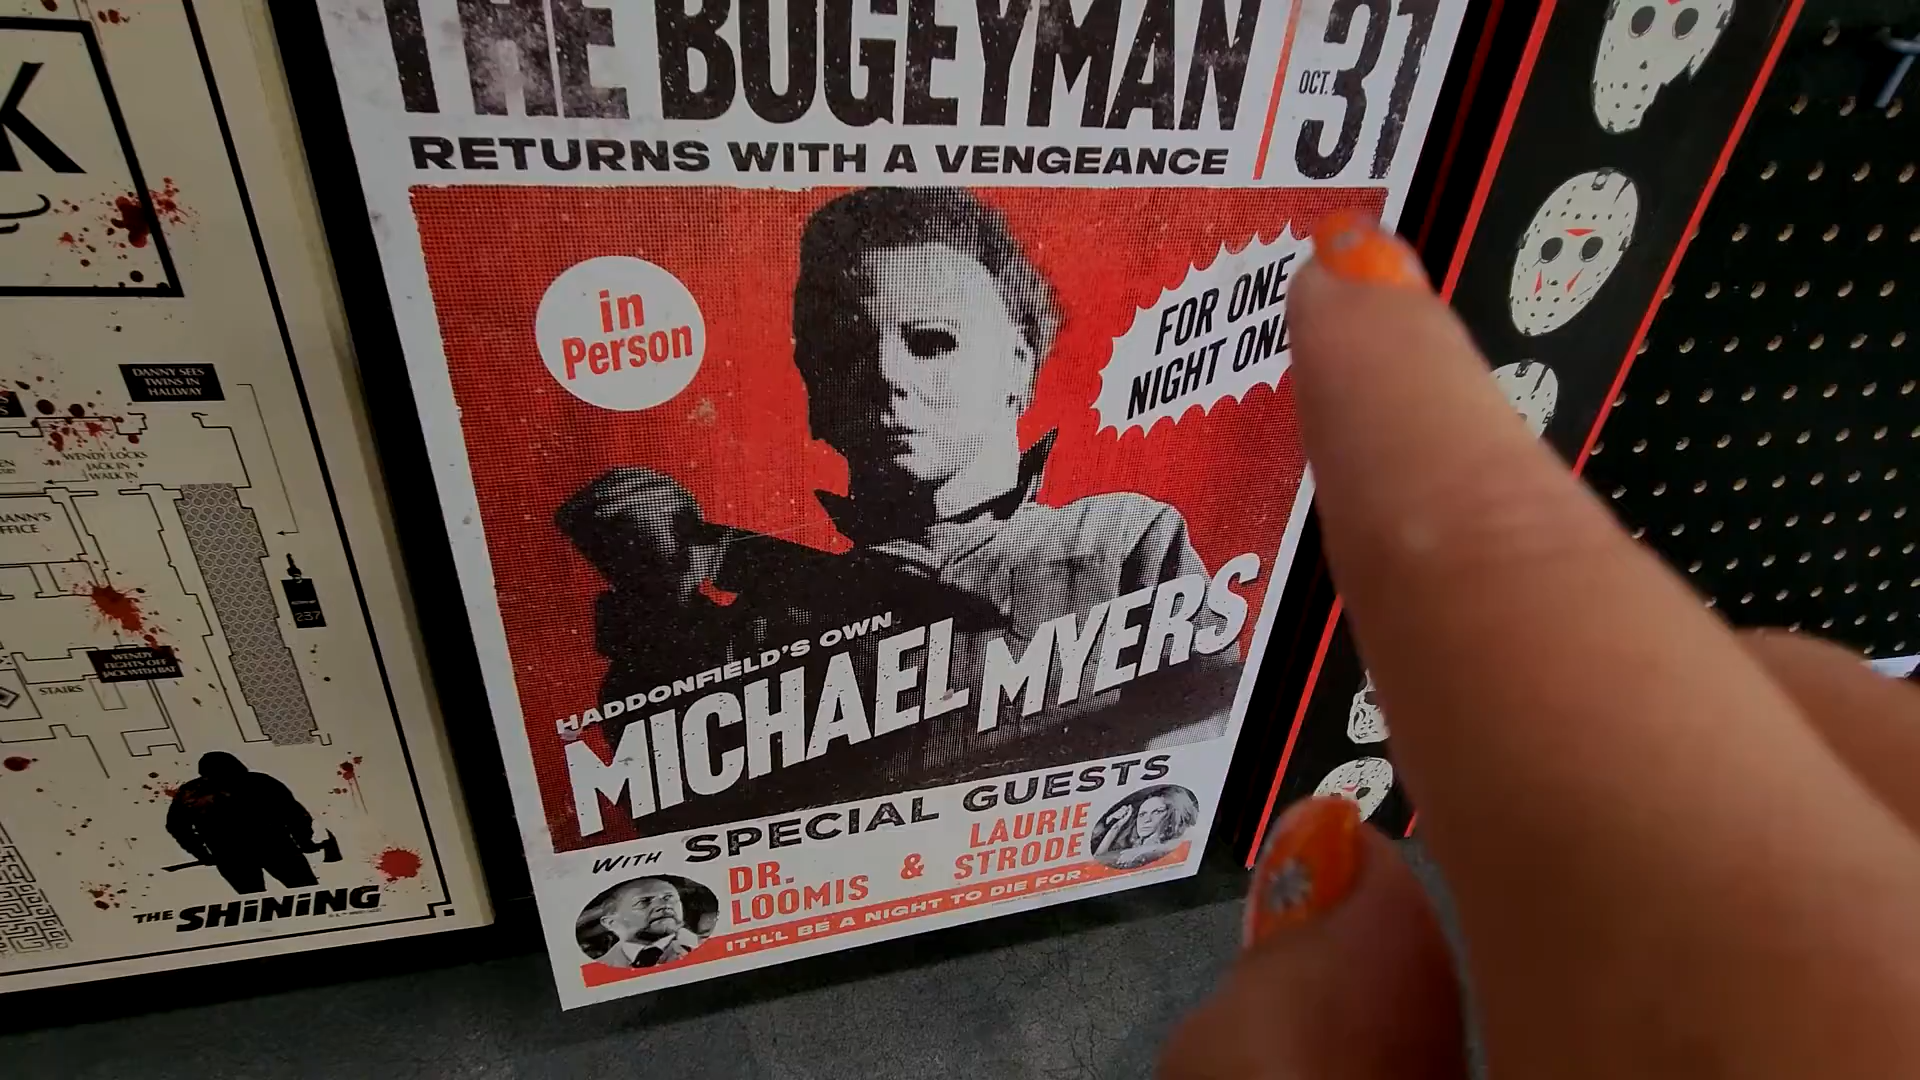 THE BOGEYMAN
RETURNS WITH A VENGEANCE
OCT. 31
in
Person
FOR ONE
NIGHT
HADDONFIELD'S OWN
MICHAEL MYERS
WITH SPECIAL GUESTS
DR.
LOOMIS
&
LAURIE
STRODE
IT'LL BE A NIGHT TO DIE FOR
K
DANNY SEES
TWINS IN
HALLWAY
WENDY LOCKS
JACK IN
WALK IN
237
WENDY
FIGHTS OFF
JACK WITH BAT
STAIRS
THE SHiNiNG